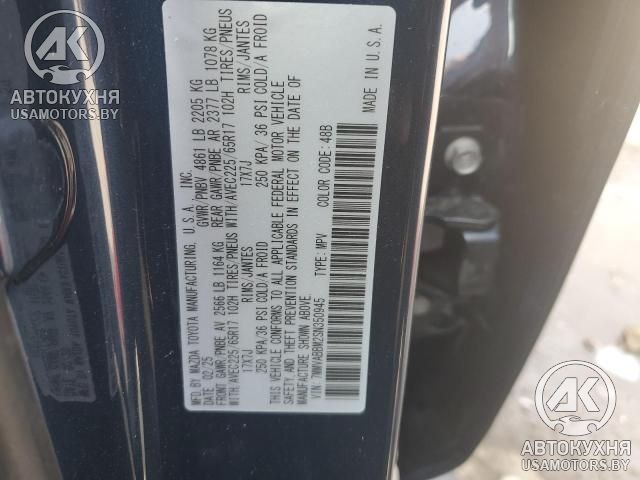 MFD. BY MAZDA TOYOTA MANUFACTURING, U.S.A., INC.
DATE: 02/25 GVWR/PNBV 4861 LB 2205 KG
FRONT GAWR/PNBE AV 2566 LB 1164 KG REAR GAWR/PNBE AR 2377 LB 1078 KG
WITH/AVEC225/65R17 102H TIRES/PNEUS WITH/AVEC225/65R17 102H TIRES/PNEUS
17X7J RIMS/JANTES 17X7J RIMS/JANTES
250 KPA/36 PSI COLD/A FROID 250 KPA/36 PSI COLD/A FROID
THIS VEHICLE CONFORMS TO ALL APPLICABLE FEDERAL MOTOR VEHICLE
SAFETY AND THEFT PREVENTION STANDARDS IN EFFECT ON THE DATE OF
MANUFACTURE SHOWN ABOVE.
VIN: 7MMVABBM2SN350945 TYPE: MPV COLOR CODE: 48B
MADE IN U.S.A.
АВТОКУХНЯ
USAMOTORS.BY
АВТОКУХНЯ
USAMOTORS.BY
АВТОКУХНЯ
USAMOTORS.BY